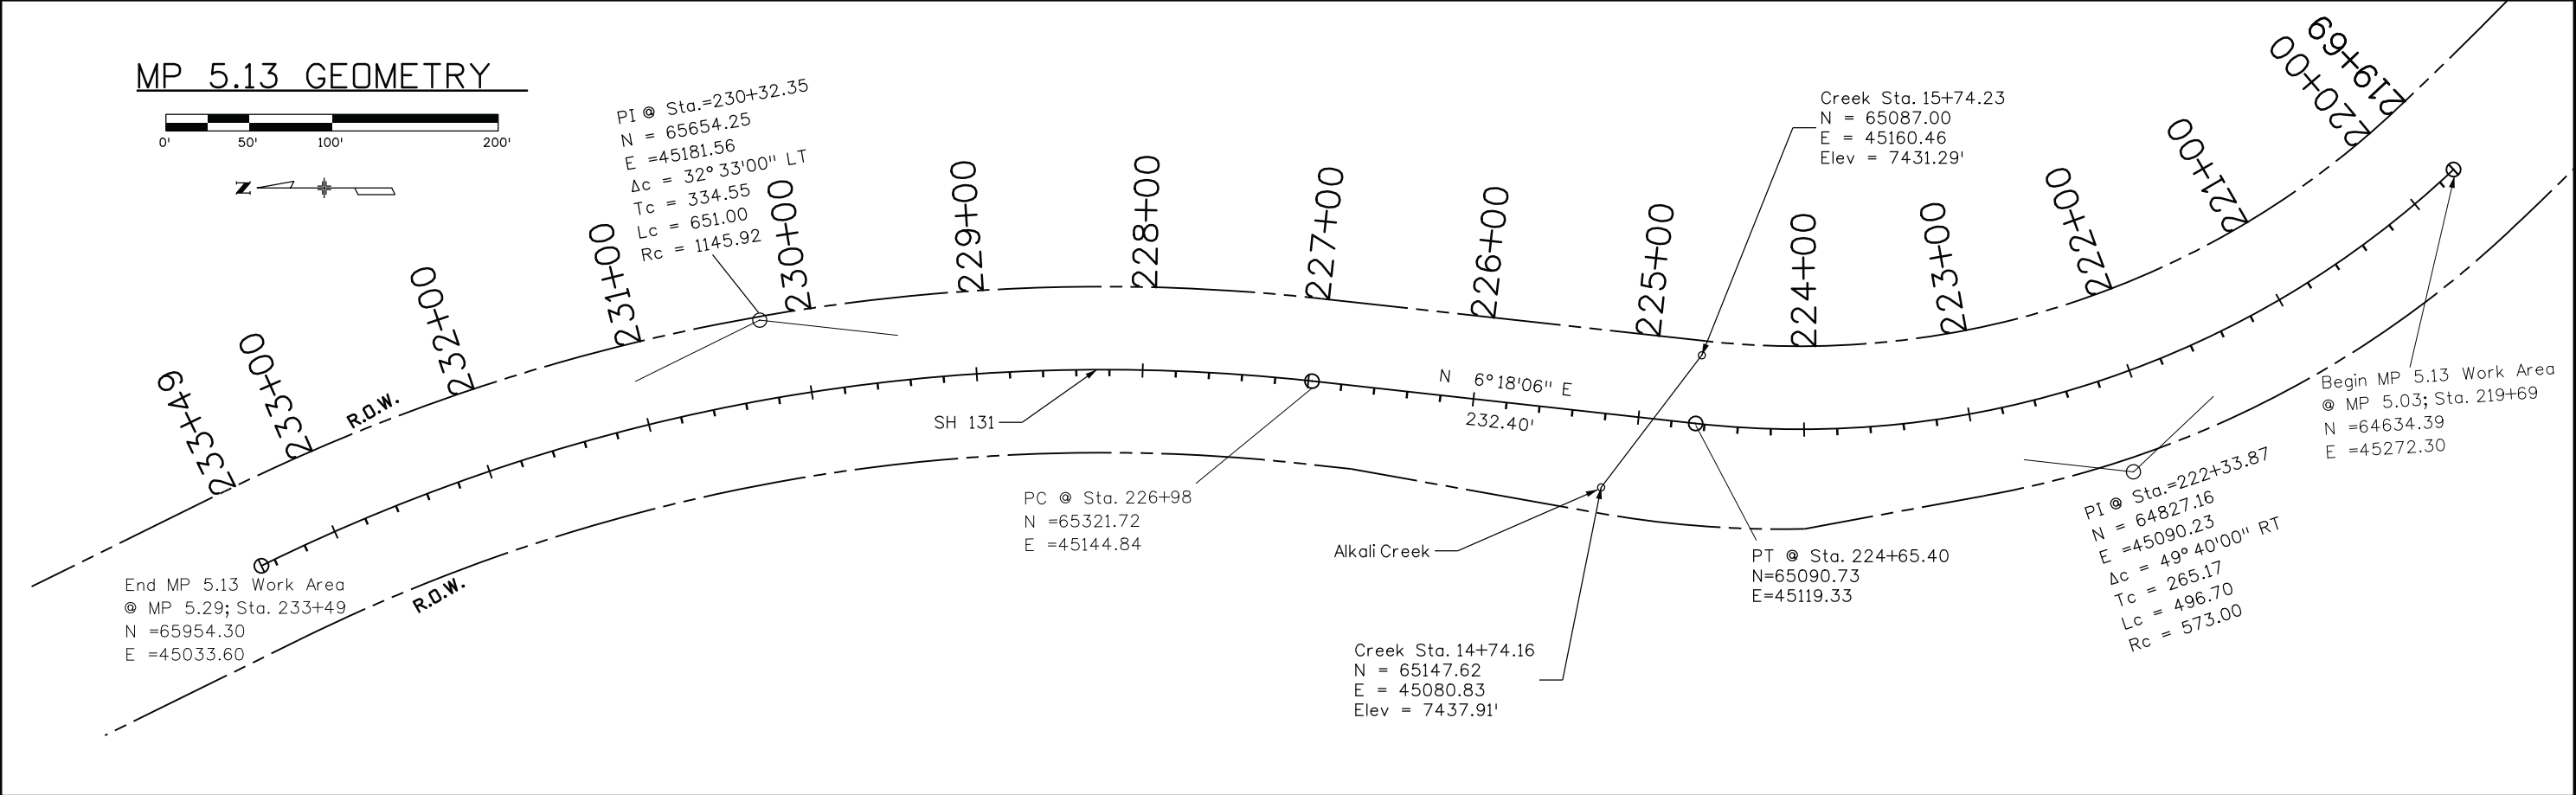 MP 5.13 GEOMETRY
0' 50' 100' 200'
N
PI @ Sta.=230+32.35
N = 65654.25
E =45181.56
Δc = 32°33'00" LT
Tc = 334.55
Lc = 651.00
Rc = 1145.92
Creek Sta. 15+74.23
N = 65087.00
E = 45160.46
Elev = 7431.29'
233+49
233+00
232+00
231+00
230+00
229+00
228+00
227+00
226+00
225+00
224+00
223+00
222+00
221+00
220+00
219+69
R.O.W.
SH 131
N 6°18'06" E
232.40'
Begin MP 5.13 Work Area
@ MP 5.03; Sta. 219+69
N =64634.39
E =45272.30
PC @ Sta. 226+98
N =65321.72
E =45144.84
Alkali Creek
PT @ Sta. 224+65.40
N=65090.73
E=45119.33
PI @ Sta.=222+33.87
N = 64827.16
E =45090.23
Δc = 49°40'00" RT
Tc = 265.17
Lc = 496.70
Rc = 573.00
End MP 5.13 Work Area
@ MP 5.29; Sta. 233+49
N =65954.30
E =45033.60
R.O.W.
Creek Sta. 14+74.16
N = 65147.62
E = 45080.83
Elev = 7437.91'